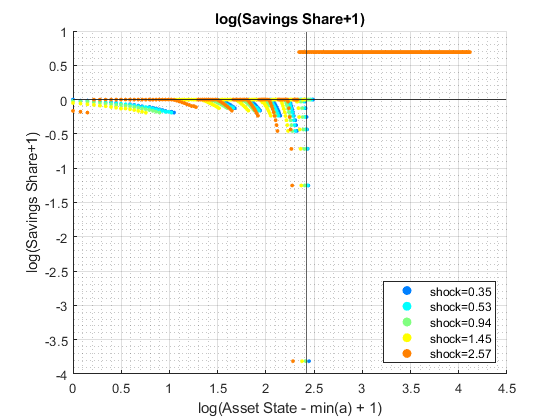 log(Savings Share+1)
1
0.5
0
-0.5
-1
-1.5
-2
-2.5
-3
-3.5
-4
log(Savings Share+1)
shock=0.35
shock=0.53
shock=0.94
shock=1.45
shock=2.57
0 0.5 1 1.5 2 2.5 3 3.5 4 4.5
log(Asset State - min(a) + 1)